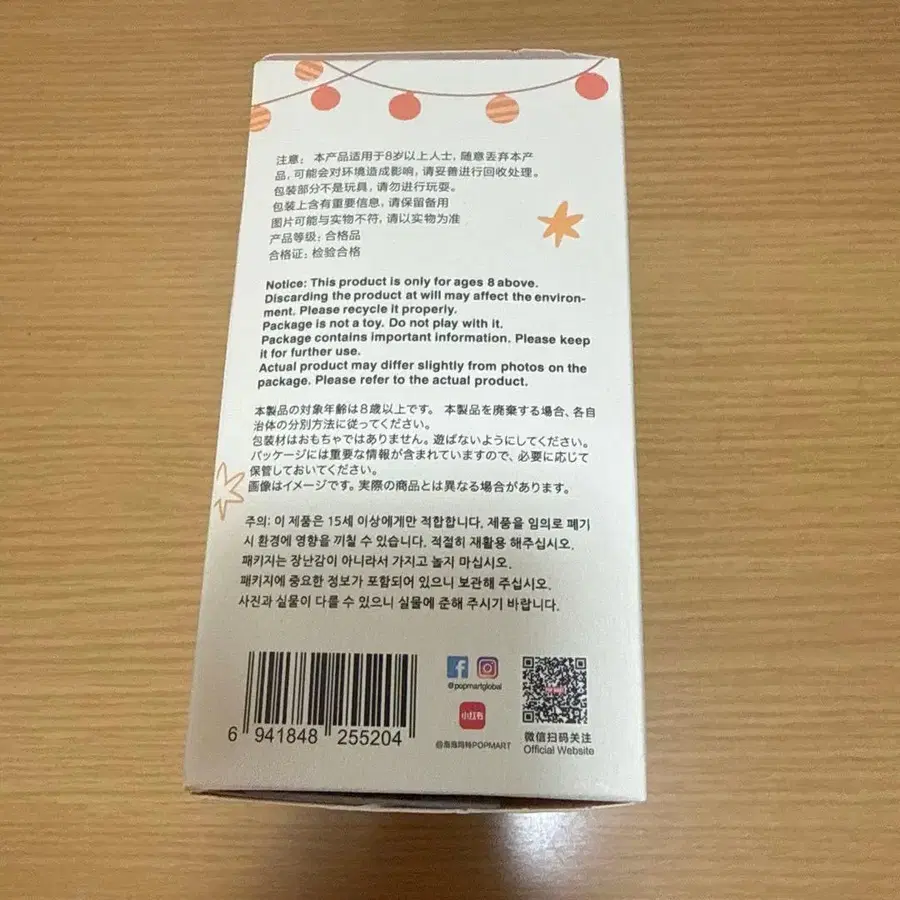 注意： 本产品适用于8岁以上人士，随意丢弃本产
品，可能会对环境造成影响，请妥善进行回收处理。
包装部分不是玩具，请勿进行玩耍。
包装上含有重要信息，请保留备用
图片可能与实物不符，请以实物为准
产品等级：合格品
合格证：检验合格
Notice: This product is only for ages 8 above.
Discarding the product at will may affect the environ-
ment. Please recycle it properly.
Package is not a toy. Do not play with it.
Package contains important information. Please keep
it for further use.
Actual product may differ slightly from photos on the
package. Please refer to the actual product.
本製品の対象年齢は8歳以上です。 本製品を廃棄する場合、各自
治体の分別方法に従ってください。
包装材はおもちゃではありません。遊ばないようにしてください。
パッケージには重要な情報が含まれていますので、必要に応じて
保管しておいてください。
画像はイメージです。実際の商品とは異なる場合があります。
주의: 이 제품은 15세 이상에게만 적합합니다. 제품을 임의로 폐기
시 환경에 영향을 끼칠 수 있습니다. 적절히 재활용 해주십시오.
패키지는 장난감이 아니라서 가지고 놀지 마십시오.
패키지에 중요한 정보가 포함되어 있으니 보관해 주십시오.
사진과 실물이 다를 수 있으니 실물에 준해 주시기 바랍니다.
6 941848 255204
@popmartglobal
小红书
@泡泡玛特POPMART
微信扫码关注
Official Website